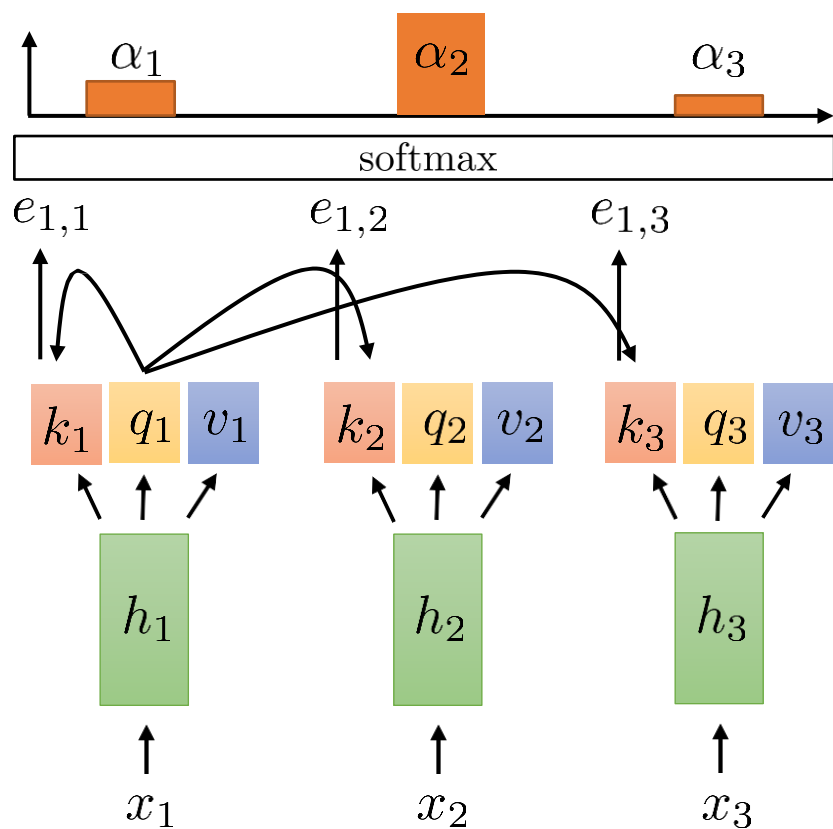 α₁ α₂ α₃
softmax
e₁,₁ e₁,₂ e₁,₃
k₁ q₁ v₁ k₂ q₂ v₂ k₃ q₃ v₃
h₁ h₂ h₃
x₁ x₂ x₃